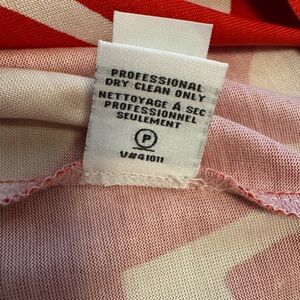 PROFESSIONAL
DRY CLEAN ONLY
NETTOYAGE À SEC
PROFESSIONNEL
SEULEMENT
P
V#41011